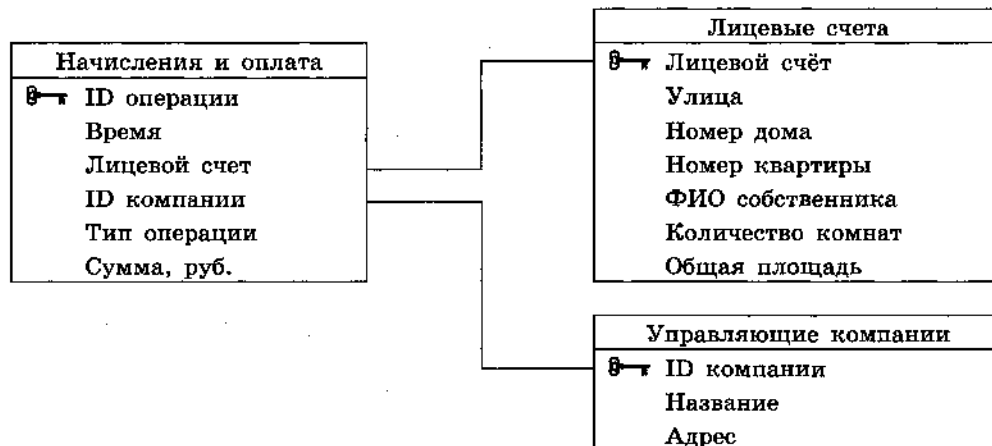 Начисления и оплата
ID операции
Время
Лицевой счет
ID компании
Тип операции
Сумма, руб.
Лицевые счета
Лицевой счёт
Улица
Номер дома
Номер квартиры
ФИО собственника
Количество комнат
Общая площадь
Управляющие компании
ID компании
Название
Адрес